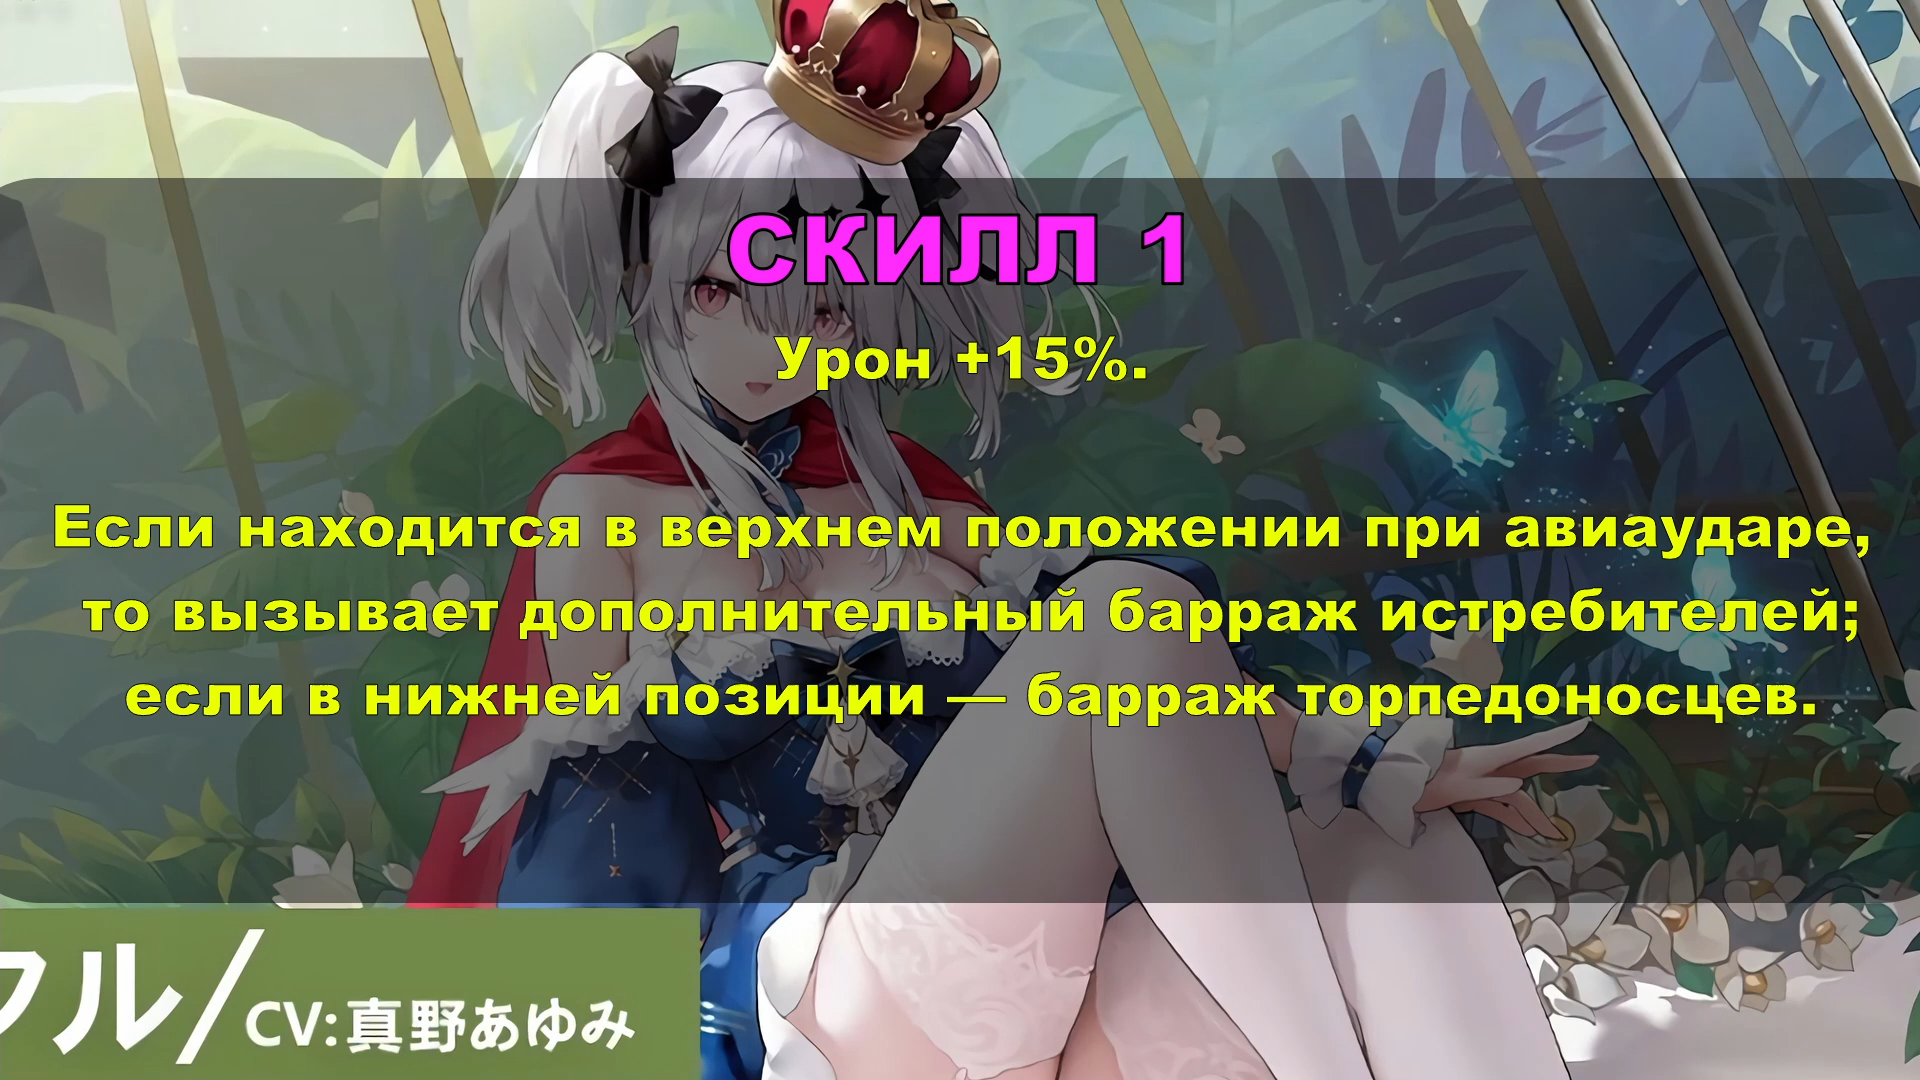 СКИЛЛ 1
Урон +15%.
Если находится в верхнем положении при авиаударе,
то вызывает дополнительный барраж истребителей;
если в нижней позиции — барраж торпедоносцев.
フル/CV:真野あゆみ